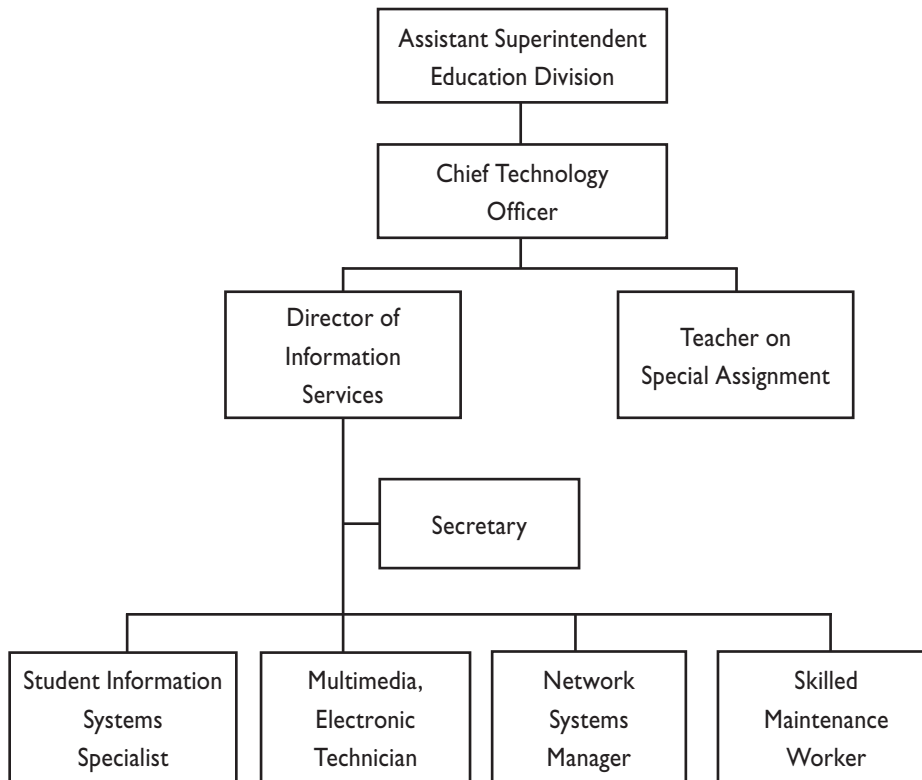 Assistant Superintendent
Education Division
Chief Technology
Officer
Director of
Information
Services
Teacher on
Special Assignment
Secretary
Student Information
Systems
Specialist
Multimedia,
Electronic
Technician
Network
Systems
Manager
Skilled
Maintenance
Worker